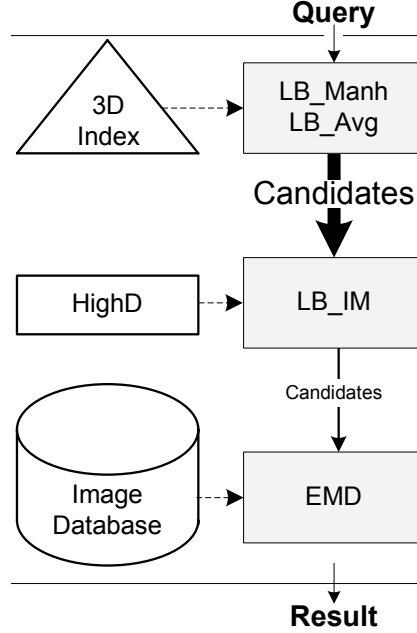 Query
3D
Index
LB_Manh
LB_Avg
Candidates
HighD
LB_IM
Candidates
Image
Database
EMD
Result